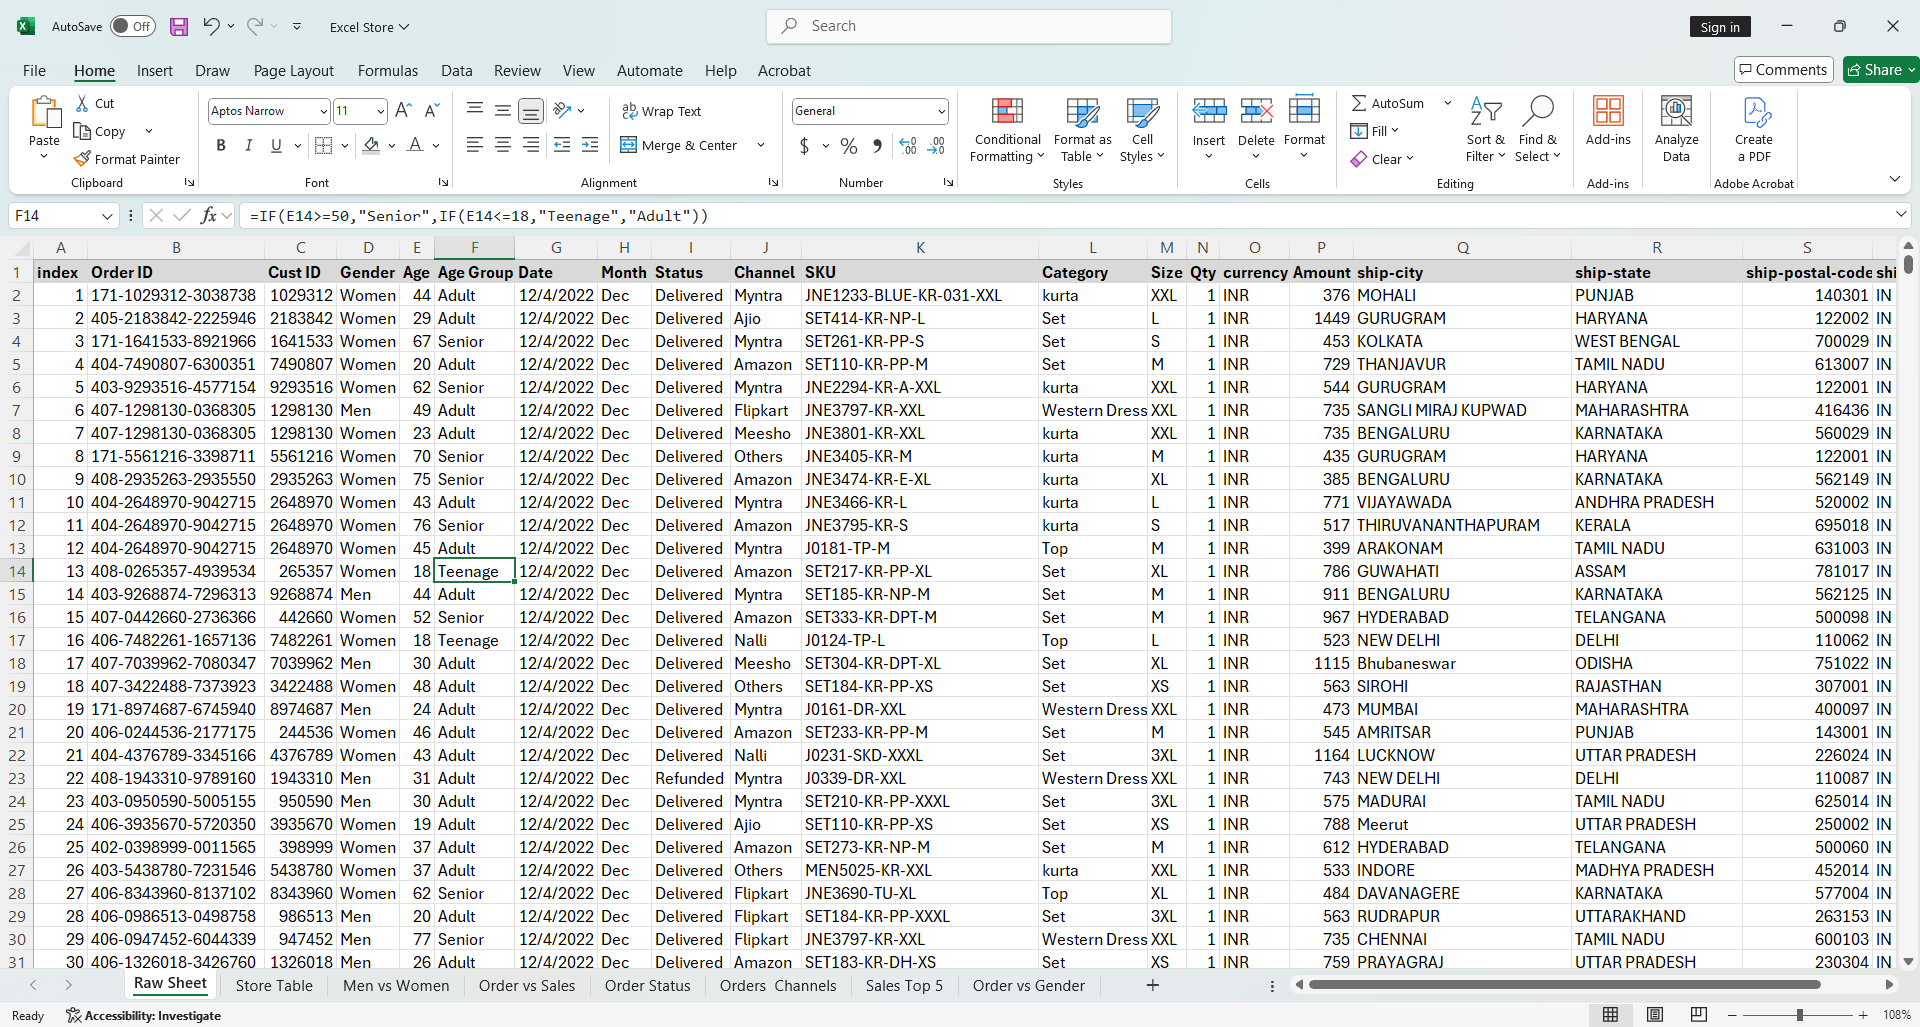 AutoSave Off Excel Store Search Sign in
File Home Insert Draw Page Layout Formulas Data Review View Automate Help Acrobat Comments Share
Paste Cut Copy Format Painter Clipboard
Aptos Narrow 11 B I U A Font
Wrap Text Merge & Center Alignment
General $ % Number
Conditional Formatting Format as Table Cell Styles Styles
Insert Delete Format Cells
AutoSum Fill Clear Sort & Filter Find & Select Editing
Add-ins Add-ins
Analyze Data
Create a PDF Adobe Acrobat
F14 fx =IF(E14>=50,"Senior",IF(E14<=18,"Teenage","Adult"))
A B C D E F G H I J K L M N O P Q R S
1 index Order ID Cust ID Gender Age Age Group Date Month Status Channel SKU Category Size Qty currency Amount ship-city ship-state ship-postal-code shi
2 1 171-1029312-3038738 1029312 Women 44 Adult 12/4/2022 Dec Delivered Myntra JNE1233-BLUE-KR-031-XXL kurta XXL 1 INR 376 MOHALI PUNJAB 140301 IN
3 2 405-2183842-2225946 2183842 Women 29 Adult 12/4/2022 Dec Delivered Ajio SET414-KR-NP-L Set L 1 INR 1449 GURUGRAM HARYANA 122002 IN
4 3 171-1641533-8921966 1641533 Women 67 Senior 12/4/2022 Dec Delivered Myntra SET261-KR-PP-S Set S 1 INR 453 KOLKATA WEST BENGAL 700029 IN
5 4 404-7490807-6300351 7490807 Women 20 Adult 12/4/2022 Dec Delivered Amazon SET110-KR-PP-M Set M 1 INR 729 THANJAVUR TAMIL NADU 613007 IN
6 5 403-9293516-4577154 9293516 Women 62 Senior 12/4/2022 Dec Delivered Myntra JNE2294-KR-A-XXL kurta XXL 1 INR 544 GURUGRAM HARYANA 122001 IN
7 6 407-1298130-0368305 1298130 Men 49 Adult 12/4/2022 Dec Delivered Flipkart JNE3797-KR-XXL Western Dress XXL 1 INR 735 SANGLI MIRAJ KUPWAD MAHARASHTRA 416436 IN
8 7 407-1298130-0368305 1298130 Women 23 Adult 12/4/2022 Dec Delivered Meesho JNE3801-KR-XXL kurta XXL 1 INR 735 BENGALURU KARNATAKA 560029 IN
9 8 171-5561216-3398711 5561216 Women 70 Senior 12/4/2022 Dec Delivered Others JNE3405-KR-M kurta M 1 INR 435 GURUGRAM HARYANA 122001 IN
10 9 408-2935263-2935550 2935263 Women 75 Senior 12/4/2022 Dec Delivered Amazon JNE3474-KR-E-XL kurta XL 1 INR 385 BENGALURU KARNATAKA 562149 IN
11 10 404-2648970-9042715 2648970 Women 43 Adult 12/4/2022 Dec Delivered Myntra JNE3466-KR-L kurta L 1 INR 771 VIJAYAWADA ANDHRA PRADESH 520002 IN
12 11 404-2648970-9042715 2648970 Women 76 Senior 12/4/2022 Dec Delivered Amazon JNE3795-KR-S kurta S 1 INR 517 THIRUVANANTHAPURAM KERALA 695018 IN
13 12 404-2648970-9042715 2648970 Women 45 Adult 12/4/2022 Dec Delivered Myntra J0181-TP-M Top M 1 INR 399 ARAKONAM TAMIL NADU 631003 IN
14 13 408-0265357-4939534 265357 Women 18 Teenage 12/4/2022 Dec Delivered Amazon SET217-KR-PP-XL Set XL 1 INR 786 GUWAHATI ASSAM 781017 IN
15 14 403-9268874-7296313 9268874 Men 44 Adult 12/4/2022 Dec Delivered Myntra SET185-KR-NP-M Set M 1 INR 911 BENGALURU KARNATAKA 562125 IN
16 15 407-0442660-2736366 442660 Women 52 Senior 12/4/2022 Dec Delivered Amazon SET333-KR-DPT-M Set M 1 INR 967 HYDERABAD TELANGANA 500098 IN
17 16 406-7482261-1657136 7482261 Women 18 Teenage 12/4/2022 Dec Delivered Nalli J0124-TP-L Top L 1 INR 523 NEW DELHI DELHI 110062 IN
18 17 407-7039962-7080347 7039962 Men 30 Adult 12/4/2022 Dec Delivered Meesho SET304-KR-DPT-XL Set XL 1 INR 1115 Bhubaneswar ODISHA 751022 IN
19 18 407-3422488-7373923 3422488 Women 48 Adult 12/4/2022 Dec Delivered Others SET184-KR-PP-XS Set XS 1 INR 563 SIROHI RAJASTHAN 307001 IN
20 19 171-8974687-6745940 8974687 Men 24 Adult 12/4/2022 Dec Delivered Myntra J0161-DR-XXL Western Dress XXL 1 INR 473 MUMBAI MAHARASHTRA 400097 IN
21 20 406-0244536-2177175 244536 Women 46 Adult 12/4/2022 Dec Delivered Amazon SET233-KR-PP-M Set M 1 INR 545 AMRITSAR PUNJAB 143001 IN
22 21 404-4376789-3345166 4376789 Women 43 Adult 12/4/2022 Dec Delivered Nalli J0231-SKD-XXXL Set 3XL 1 INR 1164 LUCKNOW UTTAR PRADESH 226024 IN
23 22 408-1943310-9789160 1943310 Men 31 Adult 12/4/2022 Dec Refunded Myntra J0339-DR-XXL Western Dress XXL 1 INR 743 NEW DELHI DELHI 110087 IN
24 23 403-0950590-5005155 950590 Men 30 Adult 12/4/2022 Dec Delivered Myntra SET210-KR-PP-XXXL Set 3XL 1 INR 575 MADURAI TAMIL NADU 625014 IN
25 24 406-3935670-5720350 3935670 Women 19 Adult 12/4/2022 Dec Delivered Ajio SET110-KR-PP-XS Set XS 1 INR 788 Meerut UTTAR PRADESH 250002 IN
26 25 402-0398999-0011565 398999 Women 37 Adult 12/4/2022 Dec Delivered Amazon SET273-KR-NP-M Set M 1 INR 612 HYDERABAD TELANGANA 500060 IN
27 26 403-5438780-7231546 5438780 Women 37 Adult 12/4/2022 Dec Delivered Others MEN5025-KR-XXL kurta XXL 1 INR 533 INDORE MADHYA PRADESH 452014 IN
28 27 406-8343960-8137102 8343960 Women 62 Senior 12/4/2022 Dec Delivered Flipkart JNE3690-TU-XL Top XL 1 INR 484 DAVANAGERE KARNATAKA 577004 IN
29 28 406-0986513-0498758 986513 Men 20 Adult 12/4/2022 Dec Delivered Flipkart SET184-KR-PP-XXXL Set 3XL 1 INR 563 RUDRAPUR UTTARAKHAND 263153 IN
30 29 406-0947452-6044339 947452 Men 77 Senior 12/4/2022 Dec Delivered Flipkart JNE3797-KR-XXL Western Dress XXL 1 INR 735 CHENNAI TAMIL NADU 600103 IN
31 30 406-1326018-3426760 1326018 Men 26 Adult 12/4/2022 Dec Delivered Amazon SET183-KR-DH-XS Set XS 1 INR 759 PRAYAGRAJ UTTAR PRADESH 230304 IN
Raw Sheet Store Table Men vs Women Order vs Sales Order Status Orders Channels Sales Top 5 Order vs Gender
Ready Accessibility: Investigate 108%